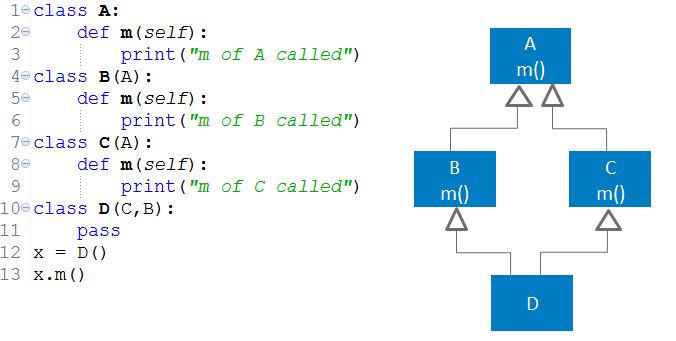 1 class A:
2     def m(self):
3         print("m of A called")
4 class B(A):
5     def m(self):
6         print("m of B called")
7 class C(A):
8     def m(self):
9         print("m of C called")
10 class D(C,B):
11     pass
12 x = D()
13 x.m()
A
m()
B
m()
C
m()
D